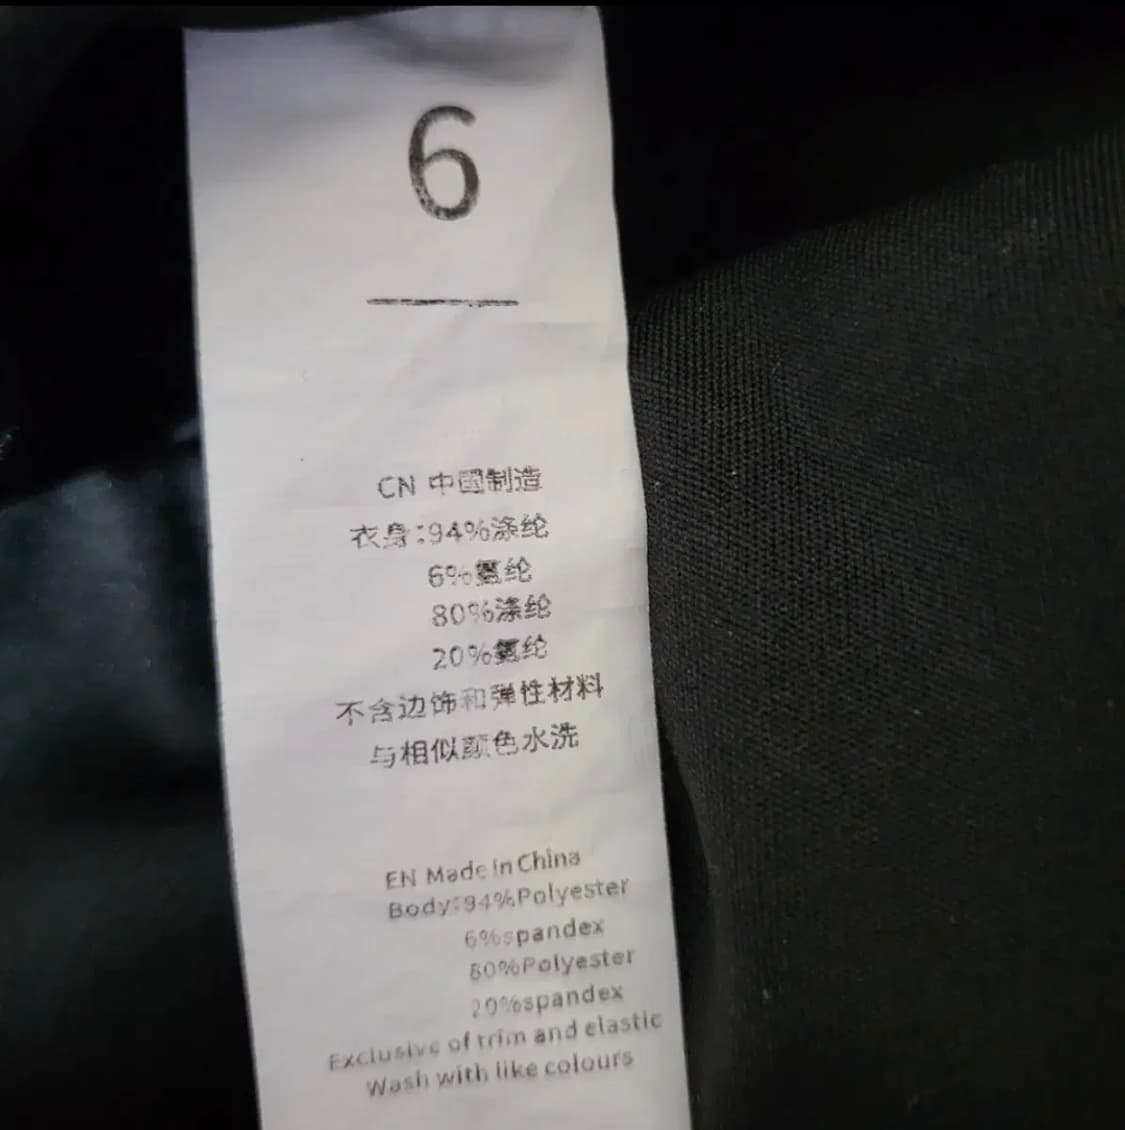 6
CN 中国制造
衣身:94%涤纶
6%氨纶
80%涤纶
20%氨纶
不含边饰和弹性材料
与相似颜色水洗
EN Made in China
Body:94%Polyester
6%spandex
80%Polyester
20%spandex
Exclusive of trim and elastic
Wash with like colours